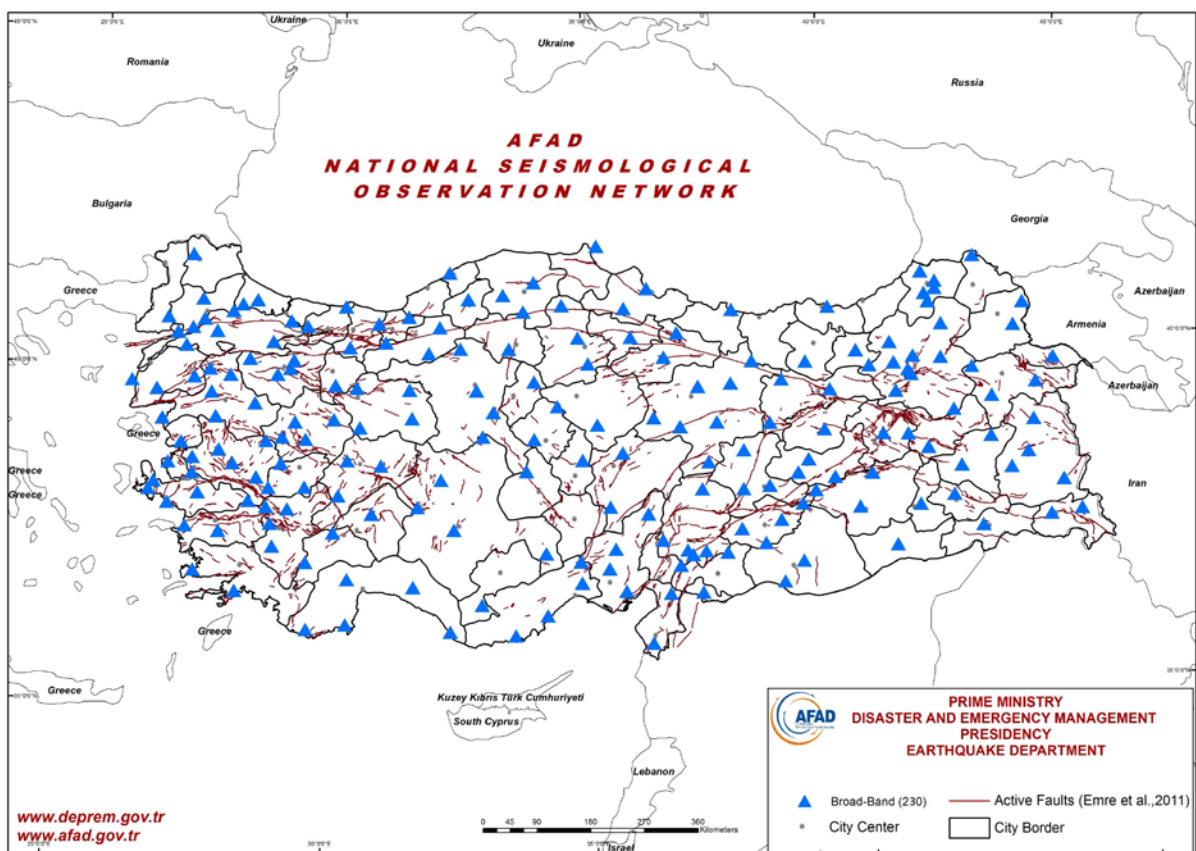 Ukraine
Romania
Ukraine
Russia
AFAD
NATIONAL SEISMOLOGICAL
OBSERVATION NETWORK
Bulgaria
Georgia
Greece
Azerbaijan
Armenia
Azerbaijan
Greece
Greece
Greece
Iran
Greece
Greece
Kuzey Kıbrıs Türk Cumhuriyeti
South Cyprus
Lebanon
Israel
AFAD
PRIME MINISTRY
DISASTER AND EMERGENCY MANAGEMENT
PRESIDENCY
EARTHQUAKE DEPARTMENT
Broad-Band (230)
Active Faults (Emre et al.,2011)
City Center
City Border
www.deprem.gov.tr
www.afad.gov.tr
0 45 90 180 270 360
Kilometers